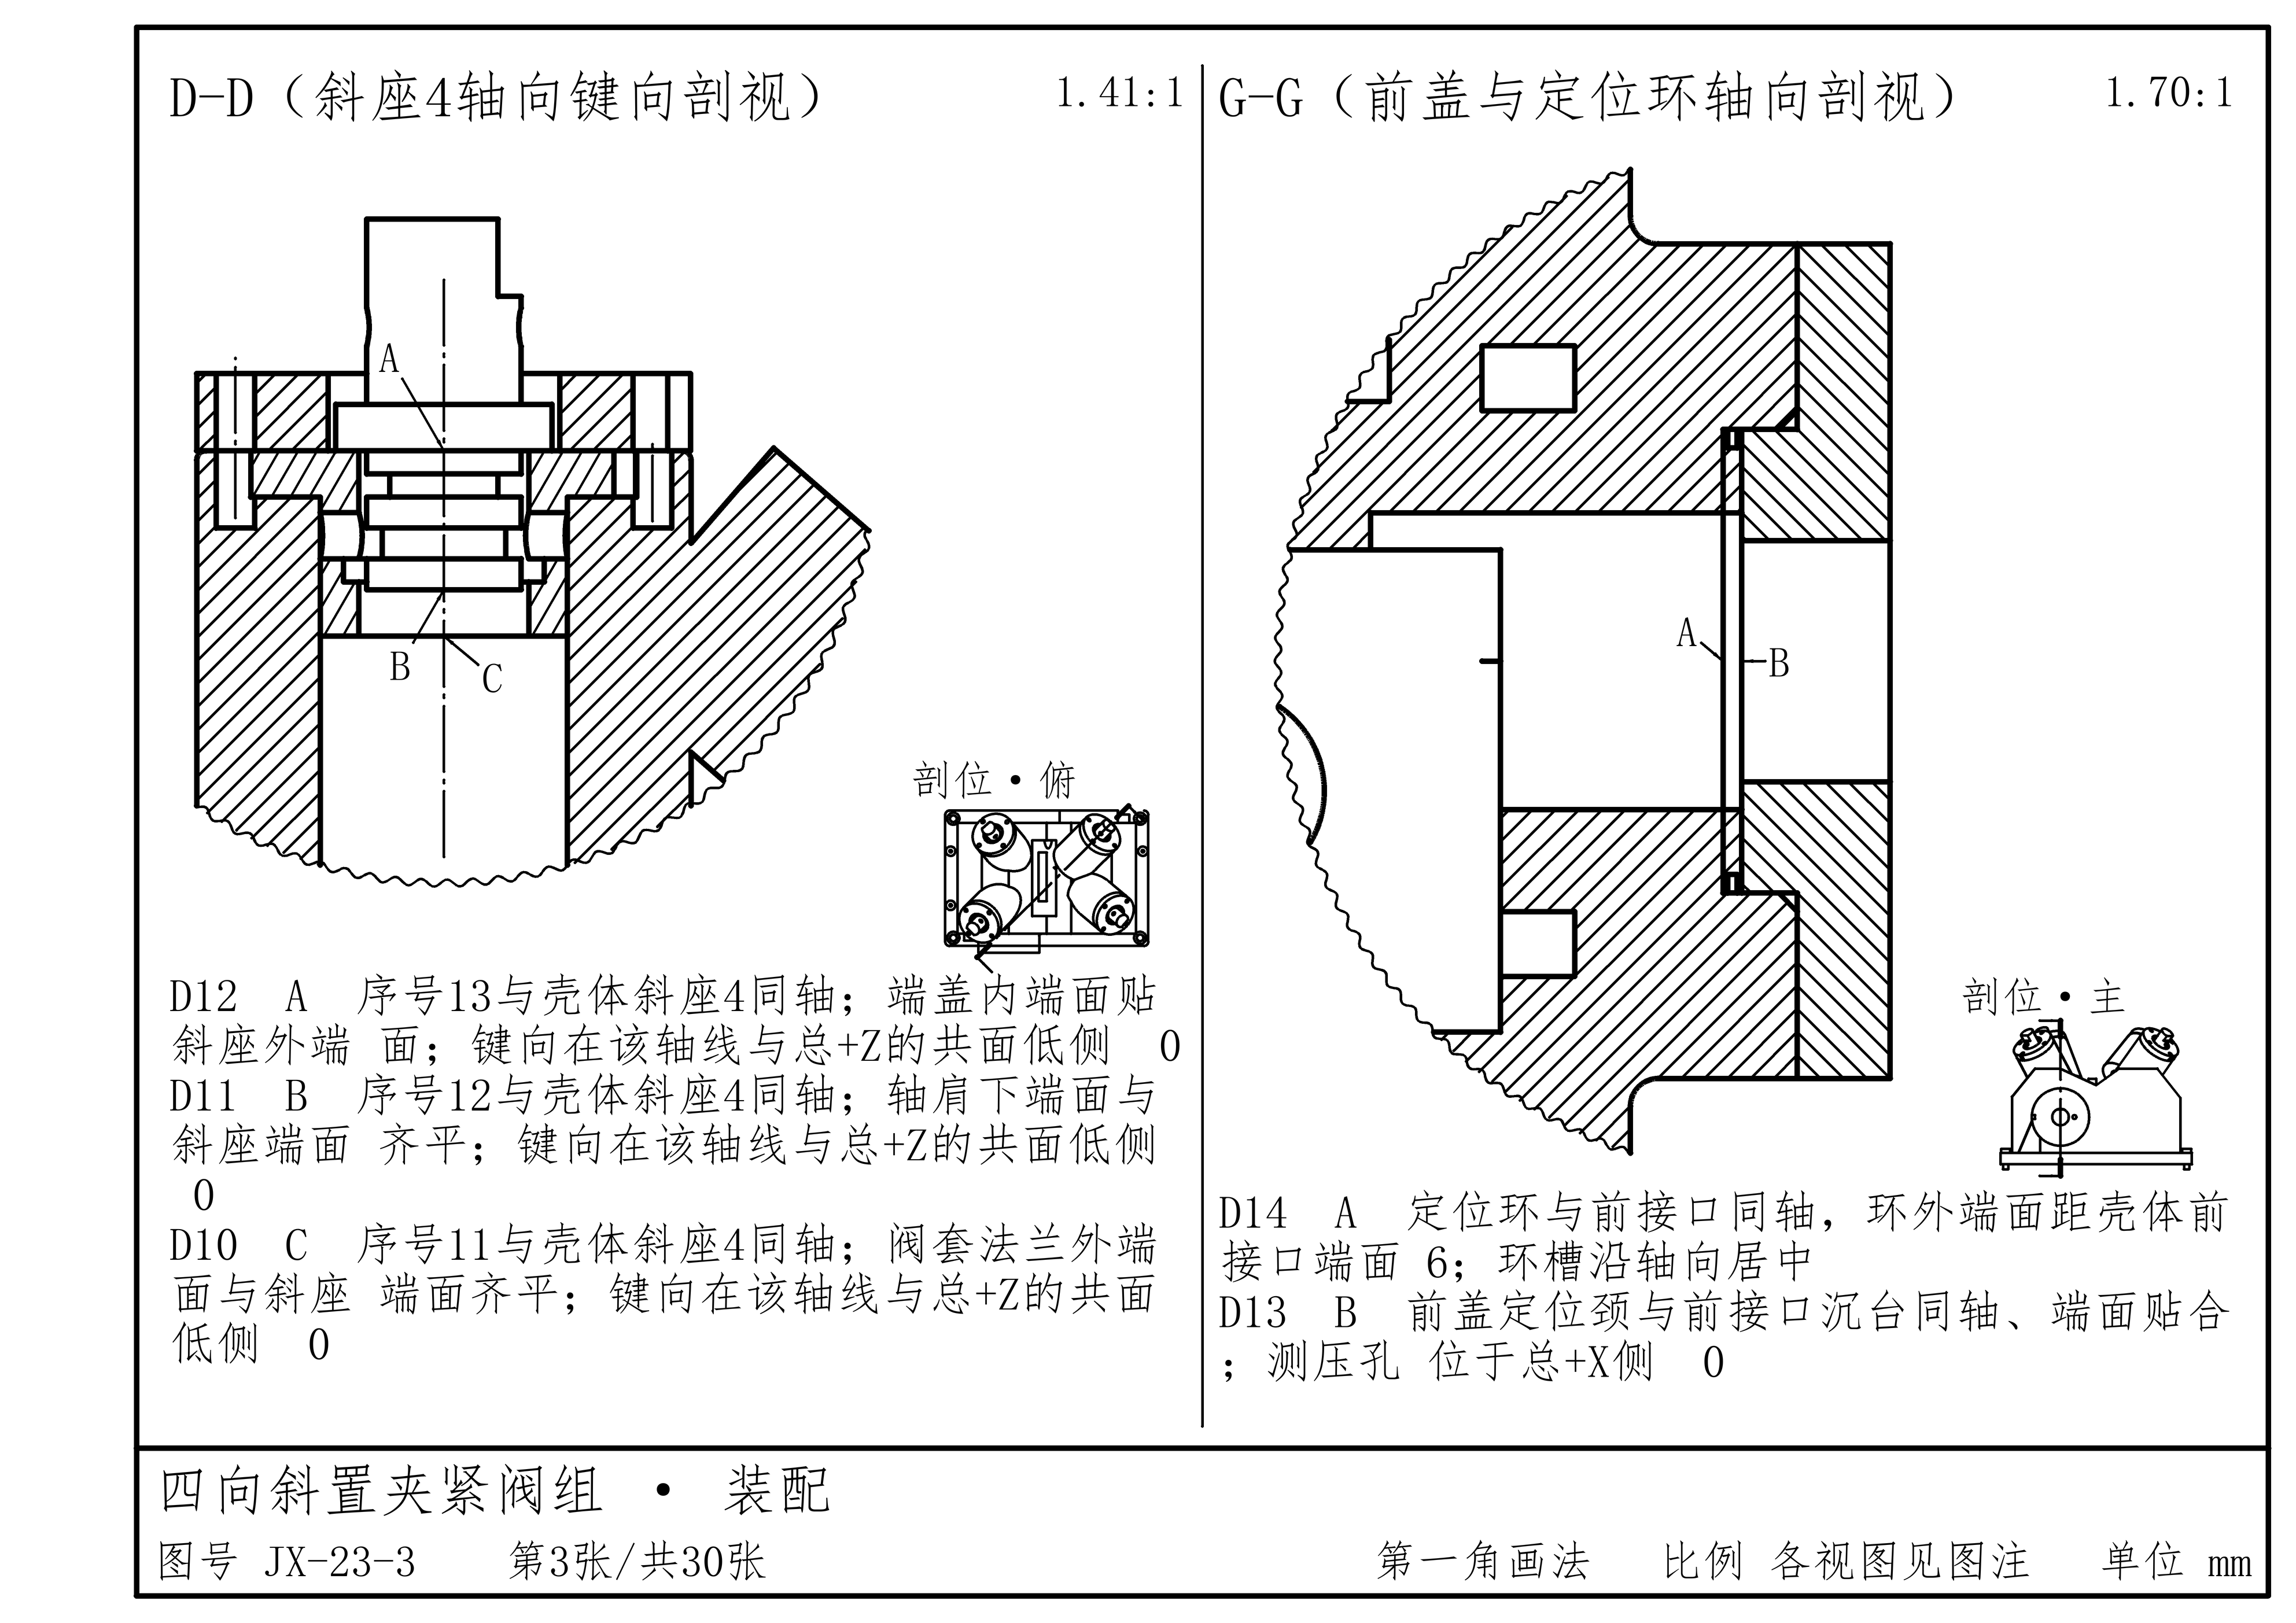 D-D（斜座4轴向键向剖视）
1.41:1
A
B
C
剖位·俯
D12 A 序号13与壳体斜座4同轴；端盖内端面贴
斜座外端 面；键向在该轴线与总+Z的共面低侧 0
D11 B 序号12与壳体斜座4同轴；轴肩下端面与
斜座端面 齐平；键向在该轴线与总+Z的共面低侧
0
D10 C 序号11与壳体斜座4同轴；阀套法兰外端
面与斜座 端面齐平；键向在该轴线与总+Z的共面
低侧 0
G-G（前盖与定位环轴向剖视）
1.70:1
A
B
剖位·主
D14 A 定位环与前接口同轴，环外端面距壳体前
接口端面 6；环槽沿轴向居中
D13 B 前盖定位颈与前接口沉台同轴、端面贴合
；测压孔 位于总+X侧 0
四向斜置夹紧阀组 · 装配
图号 JX-23-3 第3张/共30张 第一角画法 比例 各视图见图注 单位 mm